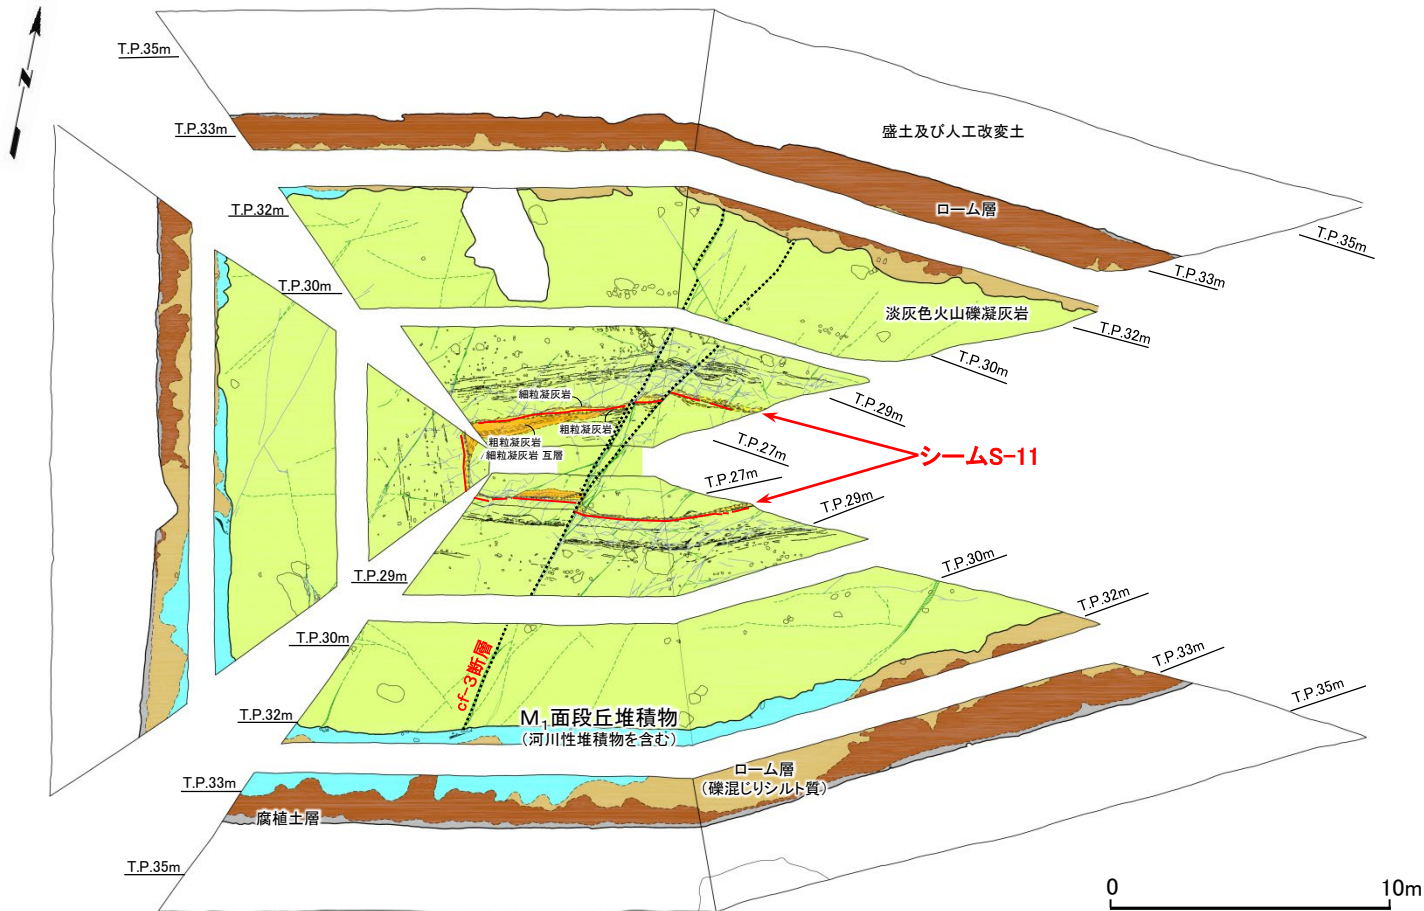 N
T.P.35m
T.P.33m
盛土及び人工改変土
ローム層
T.P.35m
T.P.33m
T.P.32m
T.P.30m
淡灰色火山礫凝灰岩
T.P.32m
T.P.30m
細粒凝灰岩
粗粒凝灰岩
粗粒凝灰岩
細粒凝灰岩 互層
T.P.29m
T.P.27m
シームS-11
T.P.27m
T.P.29m
T.P.29m
T.P.30m
T.P.32m
T.P.30m
cf-3断層
T.P.32m
M₁面段丘堆積物
(河川性堆積物を含む)
T.P.33m
T.P.35m
T.P.33m
ローム層
(礫混じりシルト質)
腐植土層
T.P.35m
0 10m